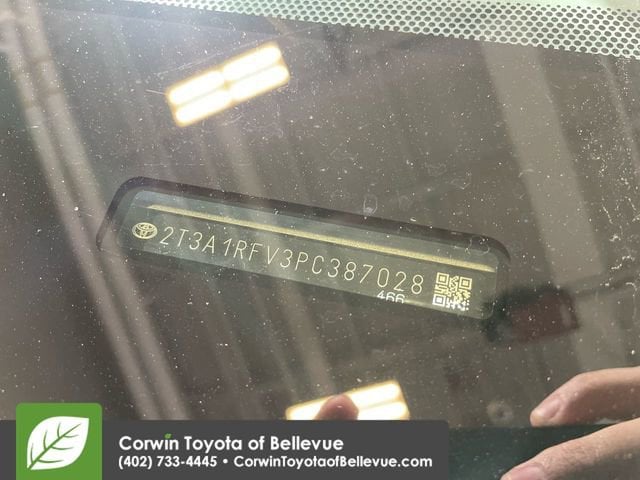 2T3A1RFV3PC387028
466
Corwin Toyota of Bellevue
(402) 733-4445 • CorwinToyotaofBellevue.com